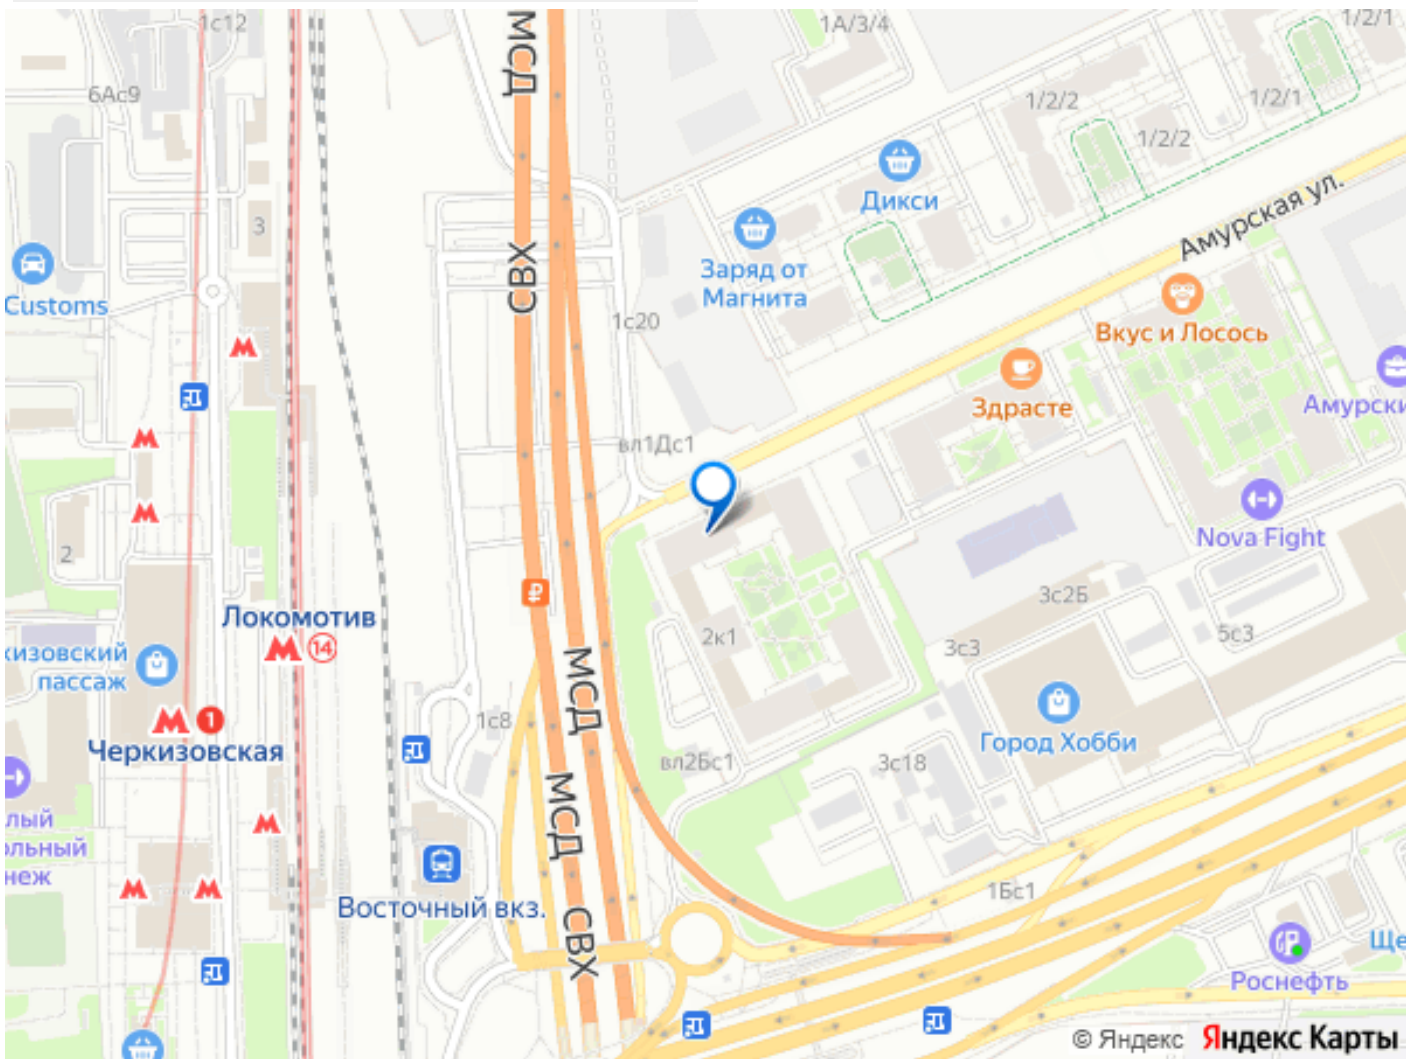 1с12
МСД
1А/3/4
1/2/1
6Ас9
1/2/2
1/2/1
1/2/2
Дикси
Амурская ул.
3
СВХ
Заряд от
Магнита
Customs
1с20
Вкус и Лосось
Здрасте
Амурски
вл1Дс1
Nova Fight
2
₽
3с2Б
Локомотив
14
2к1
3с3
5с3
кизовский
пассаж
МСД
1
Черкизовская
1с8
Город Хобби
вл2Бс1
3с18
МСД
лый
ольный
неж
1Бс1
Восточный вкз.
СВХ
Ще
Роснефть
© Яндекс Яндекс Карты